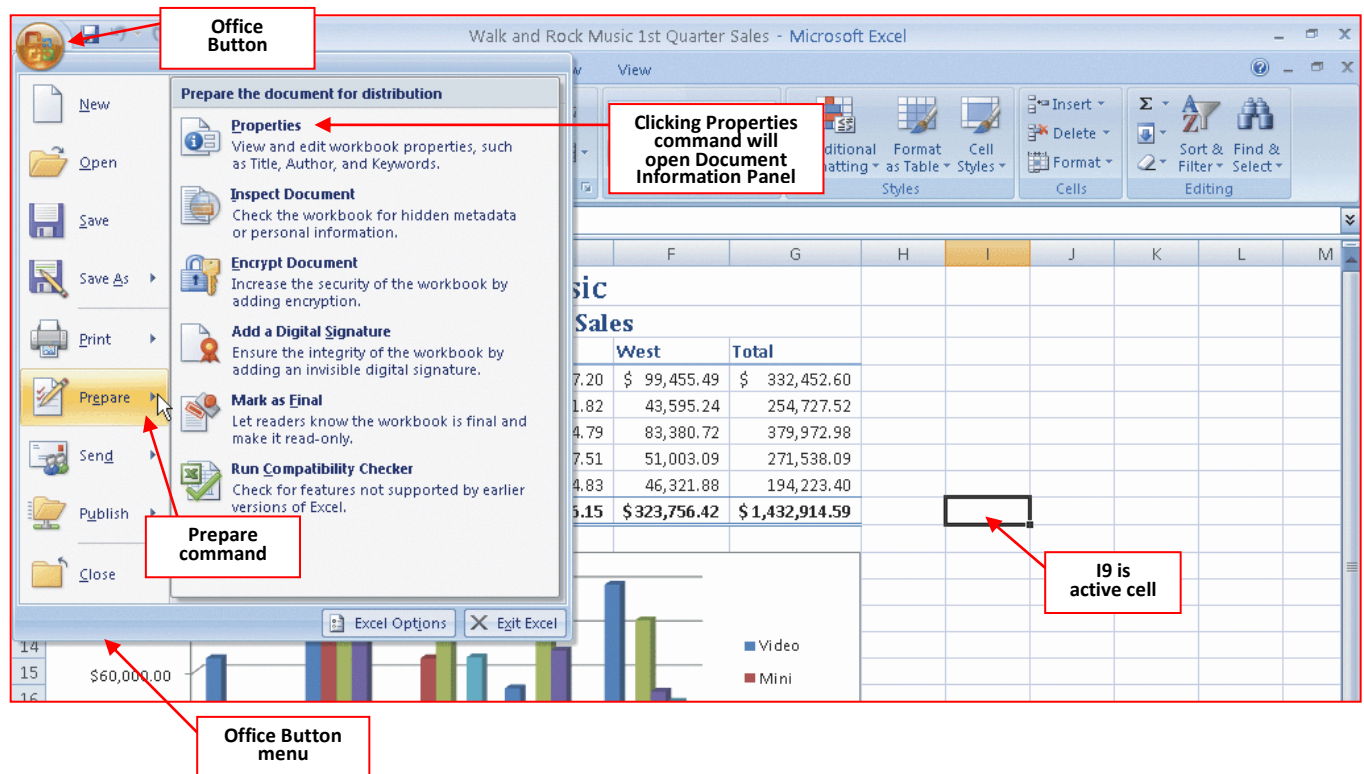 Office
Button
Walk and Rock Music 1st Quarter Sales - Microsoft Excel
View
New
Open
Save
Save As
Print
Prepare
Send
Publish
Close
Prepare the document for distribution
Properties
View and edit workbook properties, such
as Title, Author, and Keywords.
Inspect Document
Check the workbook for hidden metadata
or personal information.
Encrypt Document
Increase the security of the workbook by
adding encryption.
Add a Digital Signature
Ensure the integrity of the workbook by
adding an invisible digital signature.
Mark as Final
Let readers know the workbook is final and
make it read-only.
Run Compatibility Checker
Check for features not supported by earlier
versions of Excel.
Excel Options
Exit Excel
Clicking Properties
command will
open Document
Information Panel
Format
as Table
Cell
Styles
Styles
Insert
Delete
Format
Cells
Σ
Sort &
Filter
Find &
Select
Editing
F G H I J K L M
sic
Sales
West Total
7.20 $ 99,455.49 $ 332,452.60
1.82 43,595.24 254,727.52
4.79 83,380.72 379,972.98
7.51 51,003.09 271,538.09
4.83 46,321.88 194,223.40
6.15 $323,756.42 $1,432,914.59
Prepare
command
I9 is
active cell
14
15
16
$60,000.00
Video
Mini
Office Button
menu